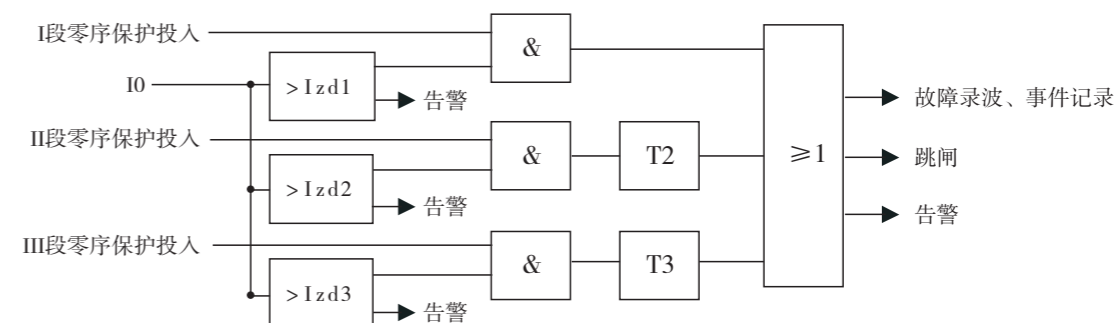 I段零序保护投入
&
I0
>Izd1
告警
故障录波、事件记录
II段零序保护投入
&
T2
≥1
跳闸
>Izd2
告警
告警
III段零序保护投入
&
T3
>Izd3
告警